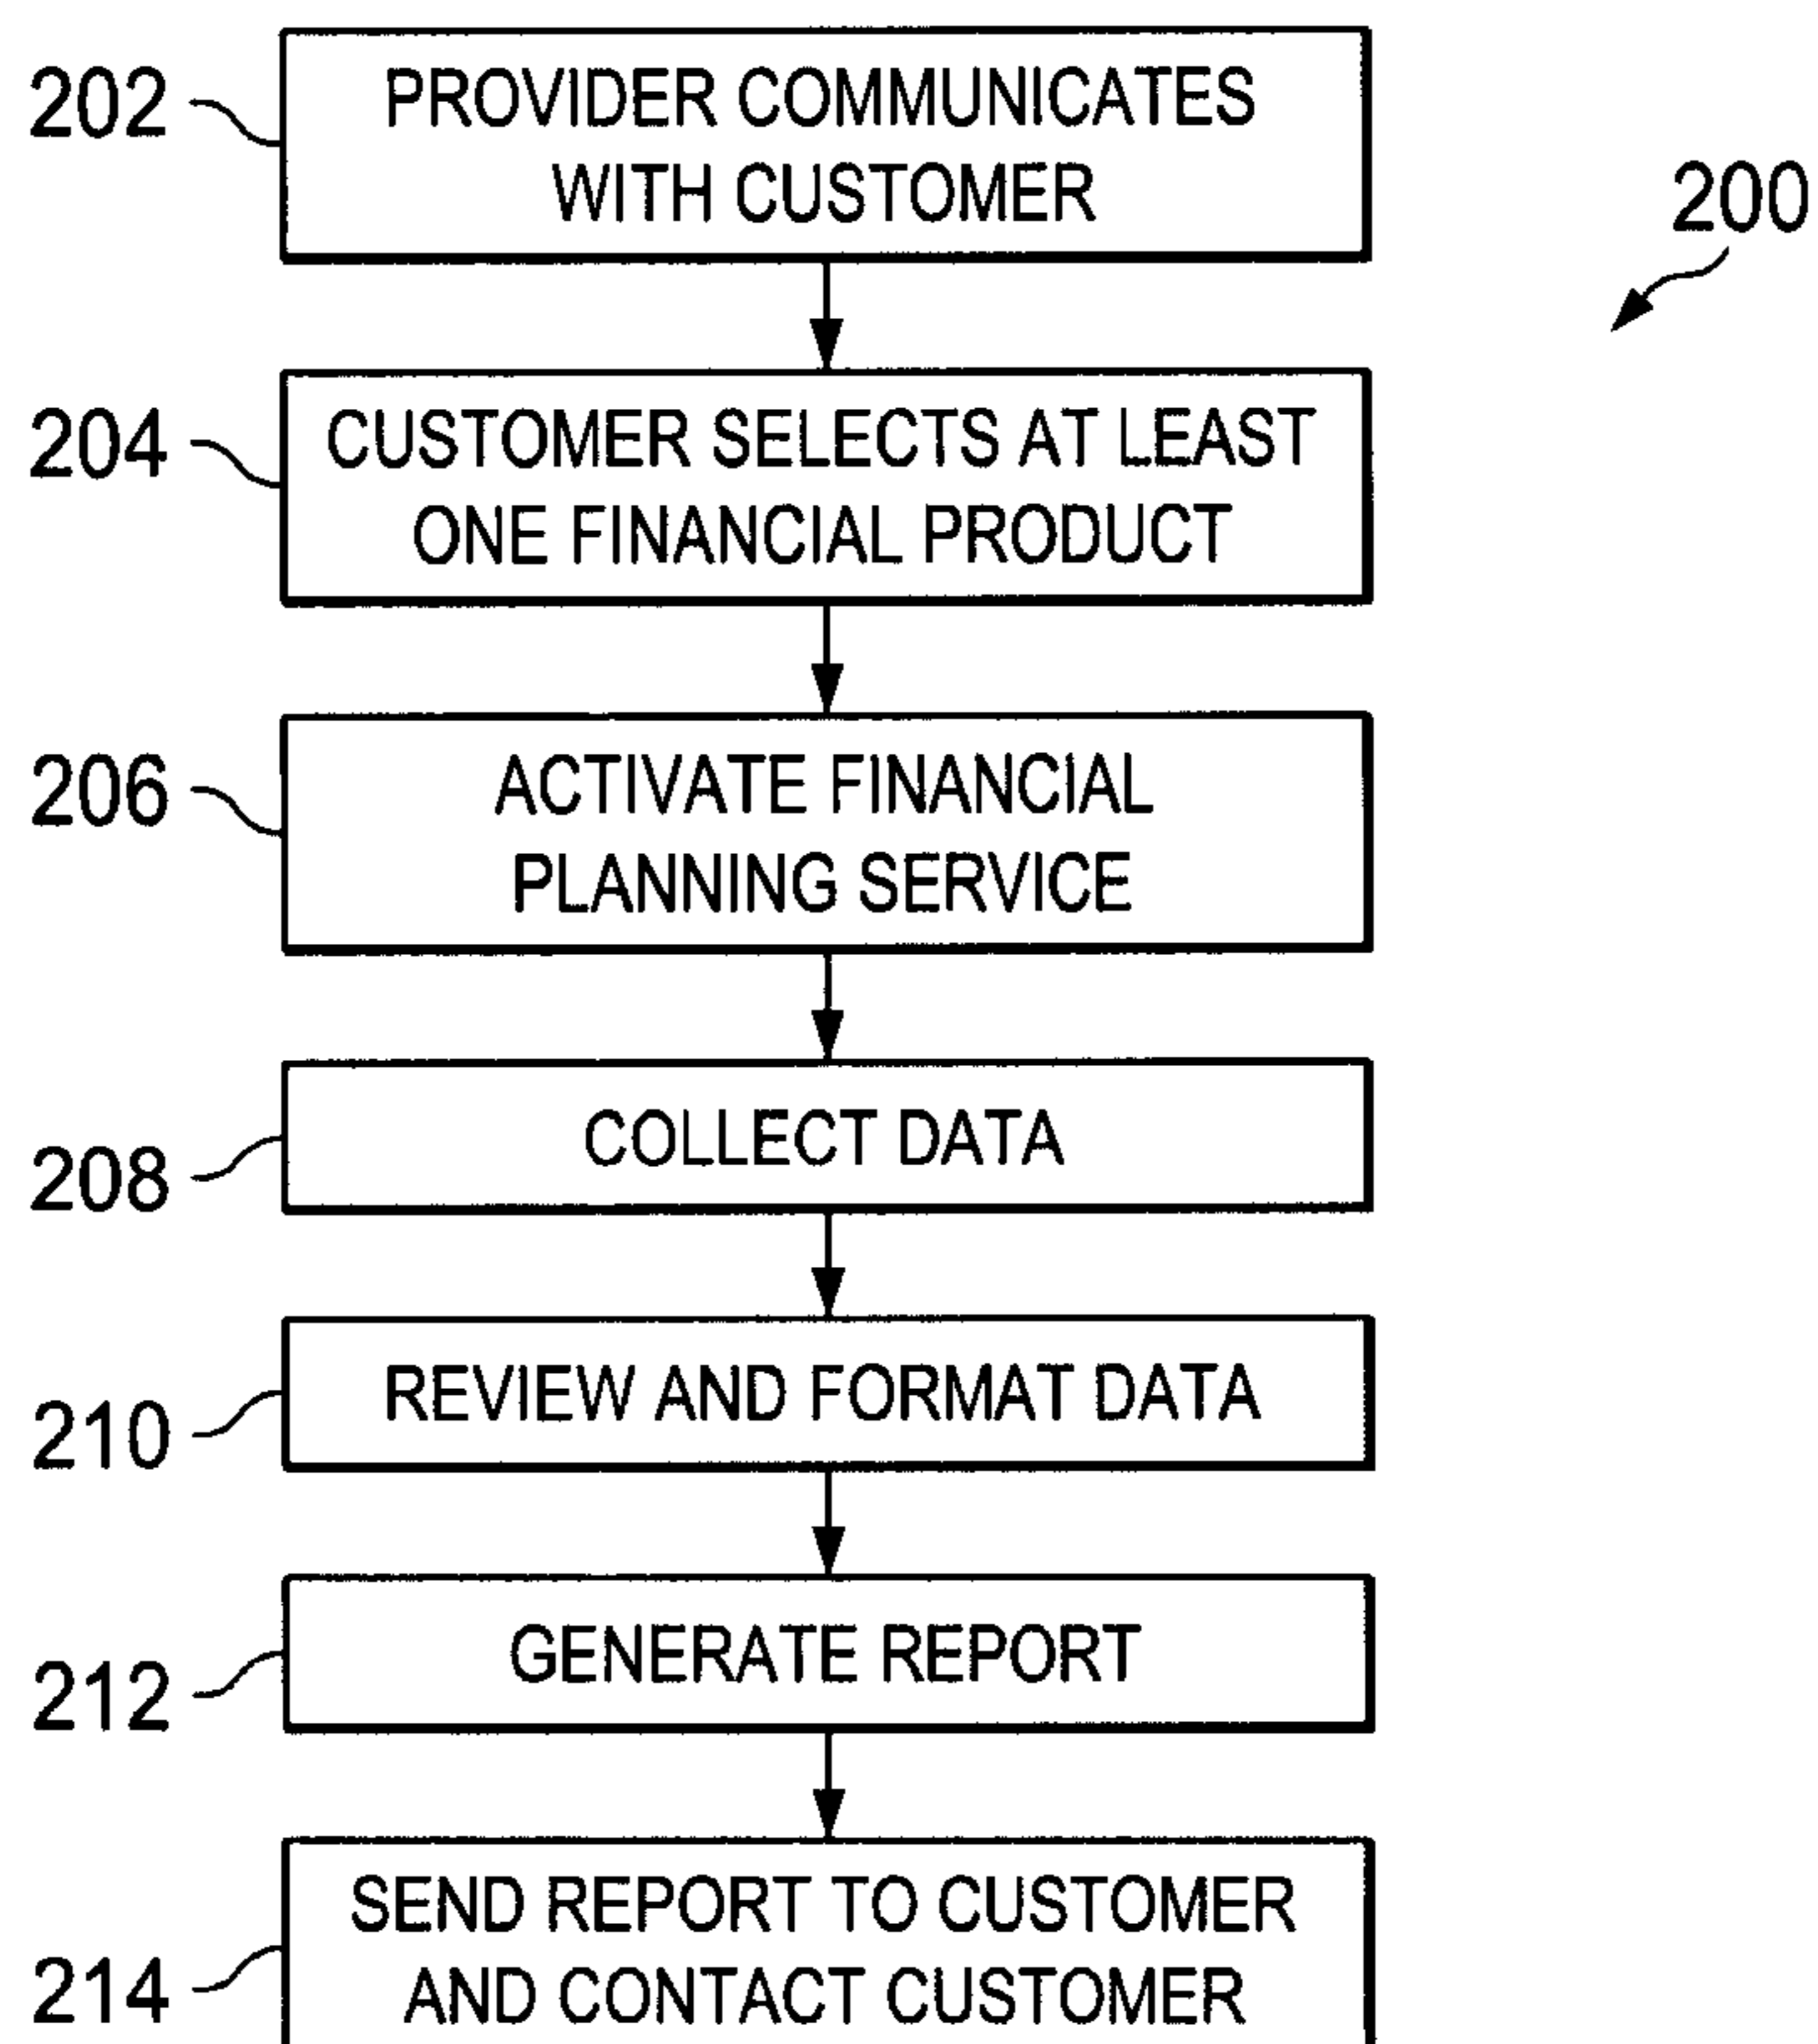 202
PROVIDER COMMUNICATES
WITH CUSTOMER
200
204
CUSTOMER SELECTS AT LEAST
ONE FINANCIAL PRODUCT
206
ACTIVATE FINANCIAL
PLANNING SERVICE
208
COLLECT DATA
210
REVIEW AND FORMAT DATA
212
GENERATE REPORT
214
SEND REPORT TO CUSTOMER
AND CONTACT CUSTOMER